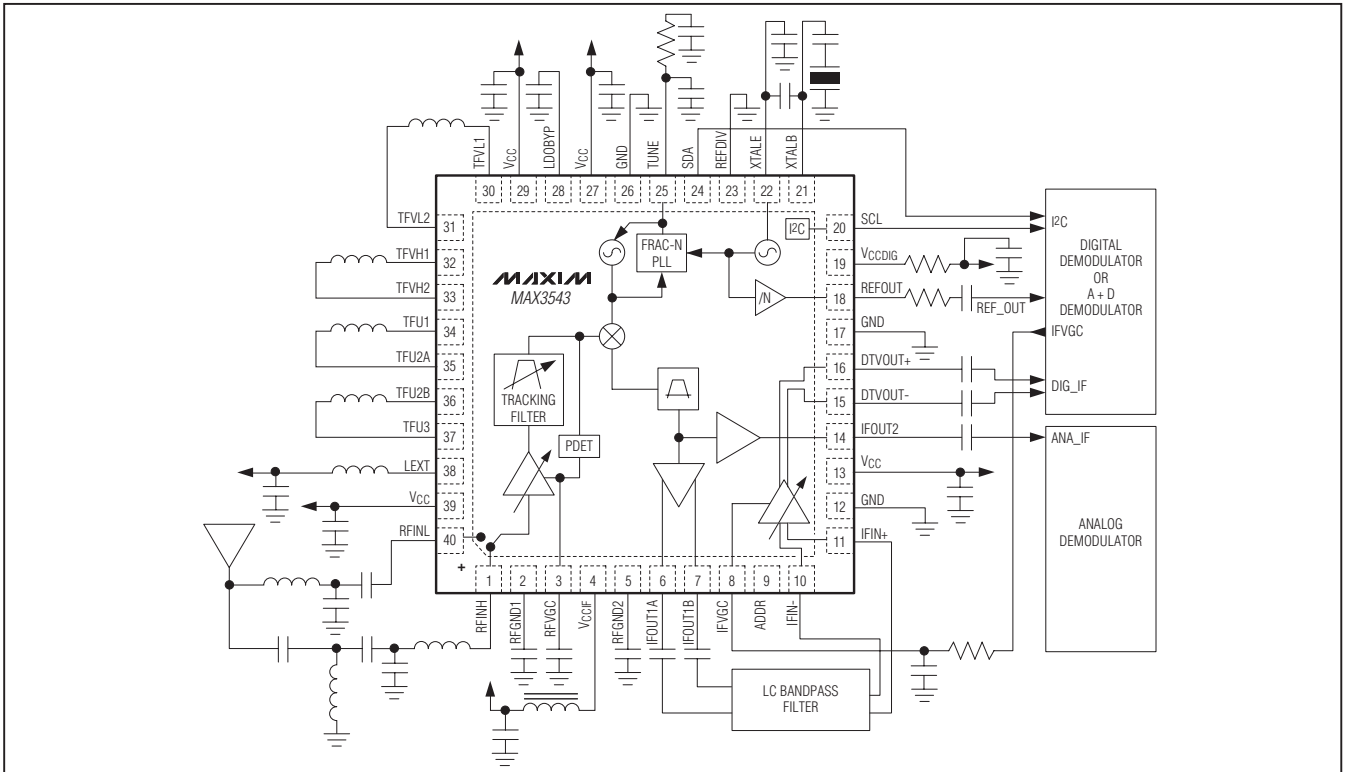 TFVL1
VCC
LDOBYP
VCC
GND
TUNE
SDA
REFDIV
XTALE
XTALB
30
29
28
27
26
25
24
23
22
21
TFVL2
31
TFVH1
32
TFVH2
33
TFU1
34
TFU2A
35
TFU2B
36
TFU3
37
LEXT
38
VCC
39
RFINL
40
+
MAXIM
MAX3543
FRAC-N
PLL
I2C
/N
TRACKING
FILTER
PDET
20
SCL
19
VCCDIG
18
REFOUT
REF_OUT
17
GND
16
DTVOUT+
15
DTVOUT-
14
IFOUT2
13
VCC
12
GND
11
IFIN+
1
2
3
4
5
6
7
8
9
10
RFINH
RFGND1
RFVGC
VCCIF
RFGND2
IFOUT1A
IFOUT1B
IFVGC
ADDR
IFIN-
LC BANDPASS
FILTER
I2C
DIGITAL
DEMODULATOR
OR
A + D
DEMODULATOR
IFVGC
DIG_IF
ANA_IF
ANALOG
DEMODULATOR